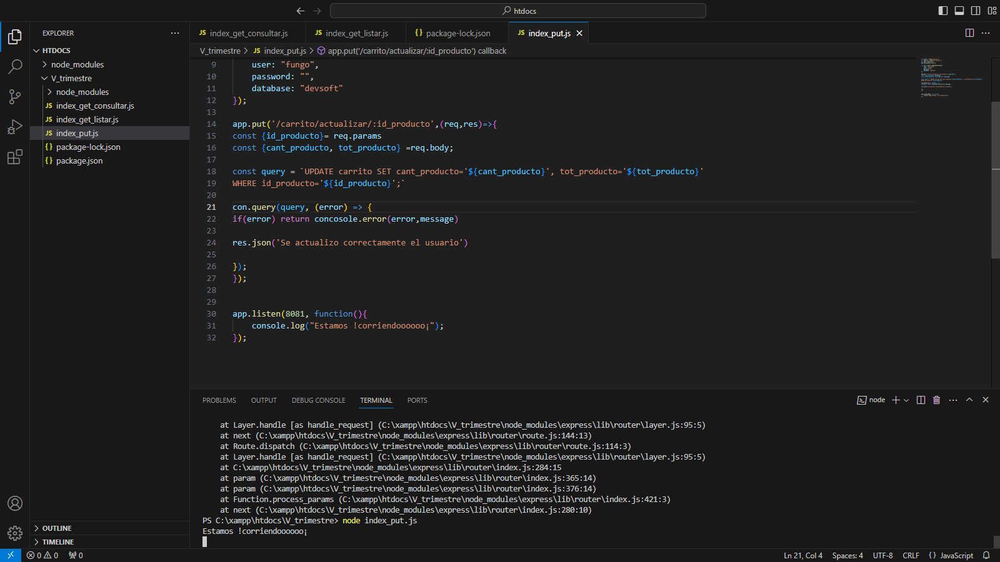 htdocs
EXPLORER
HTDOCS
node_modules
V_trimestre
node_modules
JS index_get_consultar.js
JS index_get_listar.js
JS index_put.js
{} package-lock.json
{} package.json
OUTLINE
TIMELINE
JS index_get_consultar.js
JS index_get_listar.js
{} package-lock.json
JS index_put.js
V_trimestre > JS index_put.js > app.put('/carrito/actualizar/:id_producto') callback
9 user: "fungo",
10 password: "",
11 database: "devsoft"
12 });
13
14 app.put('/carrito/actualizar/:id_producto',(req,res)=>{
15 const {id_producto}= req.params
16 const {cant_producto, tot_producto} =req.body;
17
18 const query = `UPDATE carrito SET cant_producto='${cant_producto}', tot_producto='${tot_producto}'
19 WHERE id_producto='${id_producto}';`
20
21 con.query(query, (error) => {
22 if(error) return concosole.error(error,message)
23
24 res.json('Se actualizo correctamente el usuario')
25
26 });
27 });
28
29
30 app.listen(8081, function(){
31 console.log("Estamos !corriendoooooo¡");
32 });
PROBLEMS OUTPUT DEBUG CONSOLE TERMINAL PORTS
node
at Layer.handle [as handle_request] (C:\xampp\htdocs\V_trimestre\node_modules\express\lib\router\layer.js:95:5)
at next (C:\xampp\htdocs\V_trimestre\node_modules\express\lib\router\route.js:144:13)
at Route.dispatch (C:\xampp\htdocs\V_trimestre\node_modules\express\lib\router\route.js:114:3)
at Layer.handle [as handle_request] (C:\xampp\htdocs\V_trimestre\node_modules\express\lib\router\layer.js:95:5)
at C:\xampp\htdocs\V_trimestre\node_modules\express\lib\router\index.js:284:15
at param (C:\xampp\htdocs\V_trimestre\node_modules\express\lib\router\index.js:365:14)
at param (C:\xampp\htdocs\V_trimestre\node_modules\express\lib\router\index.js:376:14)
at Function.process_params (C:\xampp\htdocs\V_trimestre\node_modules\express\lib\router\index.js:421:3)
at next (C:\xampp\htdocs\V_trimestre\node_modules\express\lib\router\index.js:280:10)
PS C:\xampp\htdocs\V_trimestre> node index_put.js
Estamos !corriendoooooo¡
0 0 0
Ln 21, Col 4 Spaces: 4 UTF-8 CRLF {} JavaScript